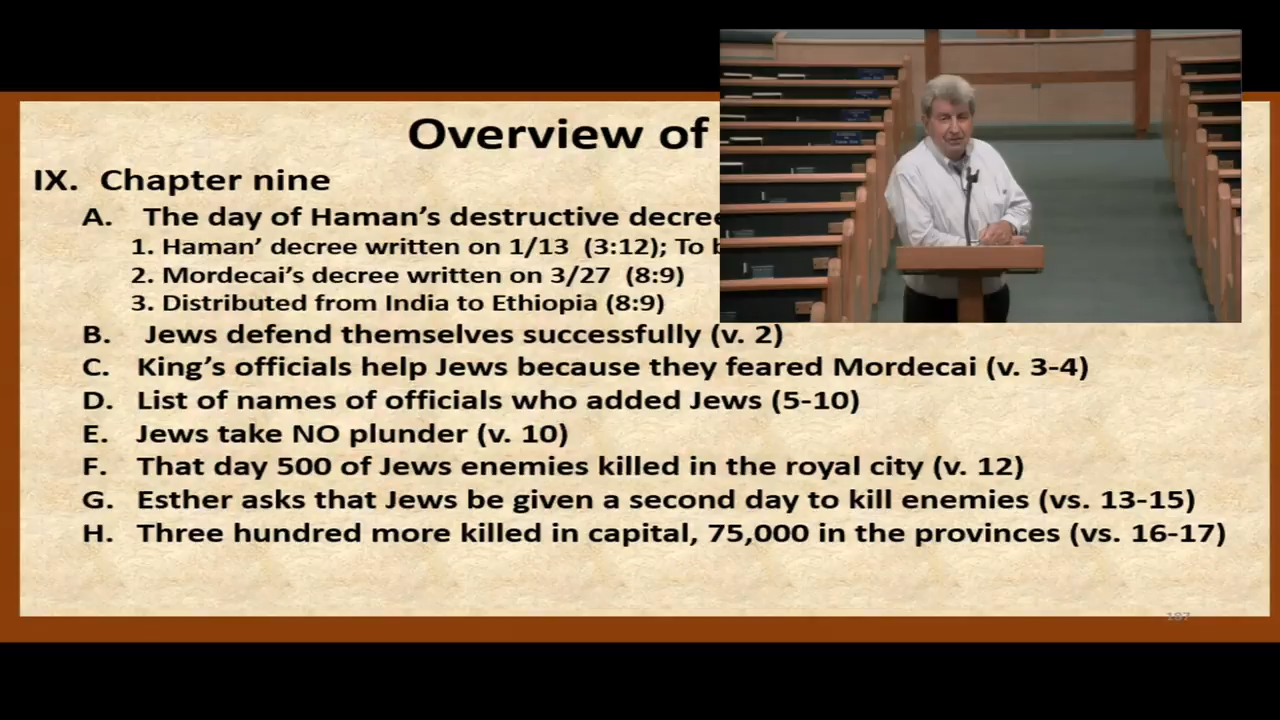 Overview of
IX. Chapter nine
A. The day of Haman's destructive decree
1. Haman' decree written on 1/13 (3:12); To b
2. Mordecai's decree written on 3/27 (8:9)
3. Distributed from India to Ethiopia (8:9)
B. Jews defend themselves successfully (v. 2)
C. King's officials help Jews because they feared Mordecai (v. 3-4)
D. List of names of officials who added Jews (5-10)
E. Jews take NO plunder (v. 10)
F. That day 500 of Jews enemies killed in the royal city (v. 12)
G. Esther asks that Jews be given a second day to kill enemies (vs. 13-15)
H. Three hundred more killed in capital, 75,000 in the provinces (vs. 16-17)
187